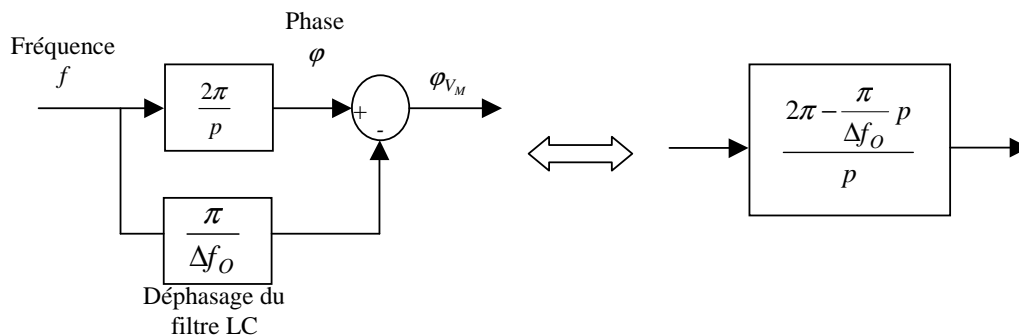 Fréquence
f
Phase
φ
2π
p
+
-
φ_{V_M}
π
Δf_O
Déphasage du
filtre LC
2π - π/Δf_O p
p